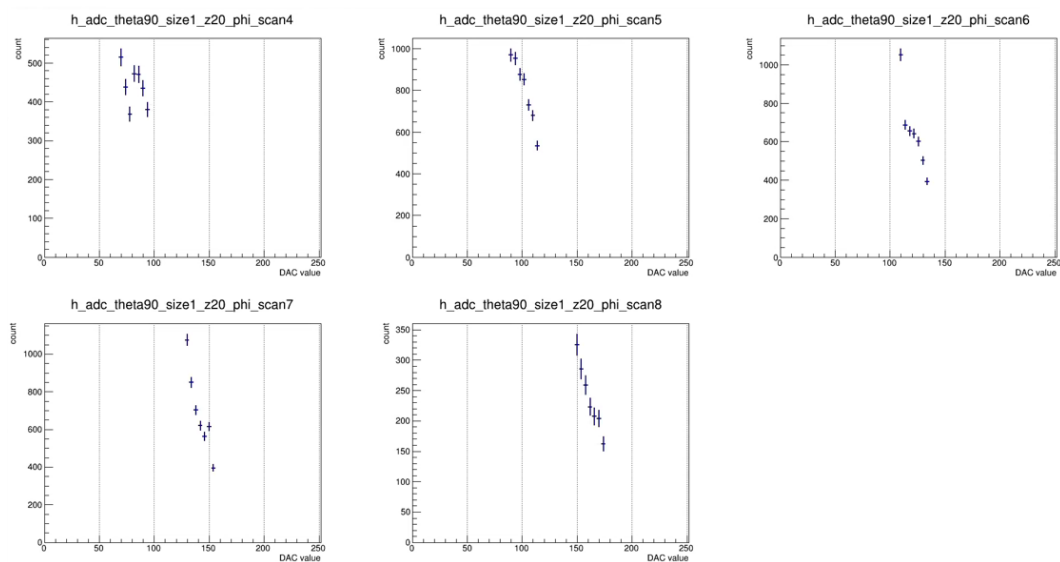 h_adc_theta90_size1_z20_phi_scan4
count
500
400
300
200
100
0
0 50 100 150 200 250
DAC value
h_adc_theta90_size1_z20_phi_scan5
count
1000
800
600
400
200
0
0 50 100 150 200 250
DAC value
h_adc_theta90_size1_z20_phi_scan6
count
1000
800
600
400
200
0
0 50 100 150 200 250
DAC value
h_adc_theta90_size1_z20_phi_scan7
count
1000
800
600
400
200
0
0 50 100 150 200 250
DAC value
h_adc_theta90_size1_z20_phi_scan8
count
350
300
250
200
150
100
50
0
0 50 100 150 200 250
DAC value